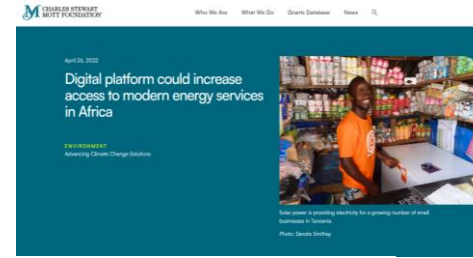 CHARLES STEWART
MOTT FOUNDATION
Who We Are What We Do Grants Database News
April 26, 2022
Digital platform could increase
access to modern energy services
in Africa
ENVIRONMENT
Advancing Climate Change Solutions
Solar power is providing electricity for a growing number of small
businesses in Tanzania.
Photo: Sandra Smithey